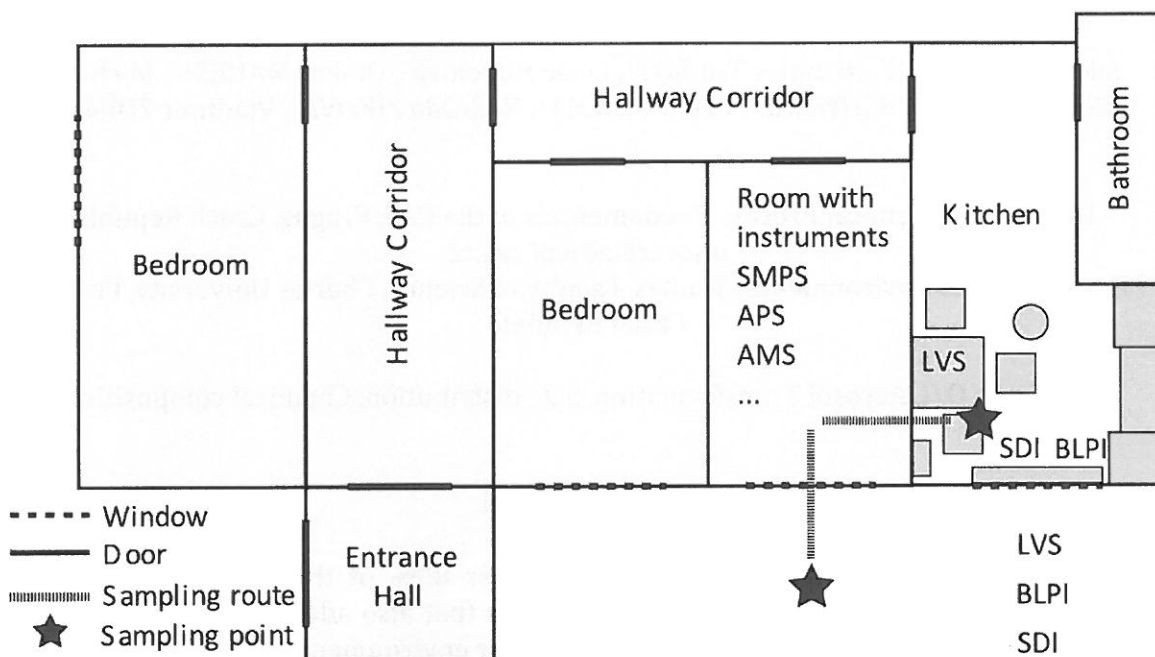 Hallway Corridor
Bathroom
Hallway Corridor
Room with
instruments
SMPS
APS
AMS
...
Kitchen
Bedroom
Bedroom
LVS
SDI BLPI
Window
Door
Sampling route
Sampling point
Entrance
Hall
LVS
BLPI
SDI